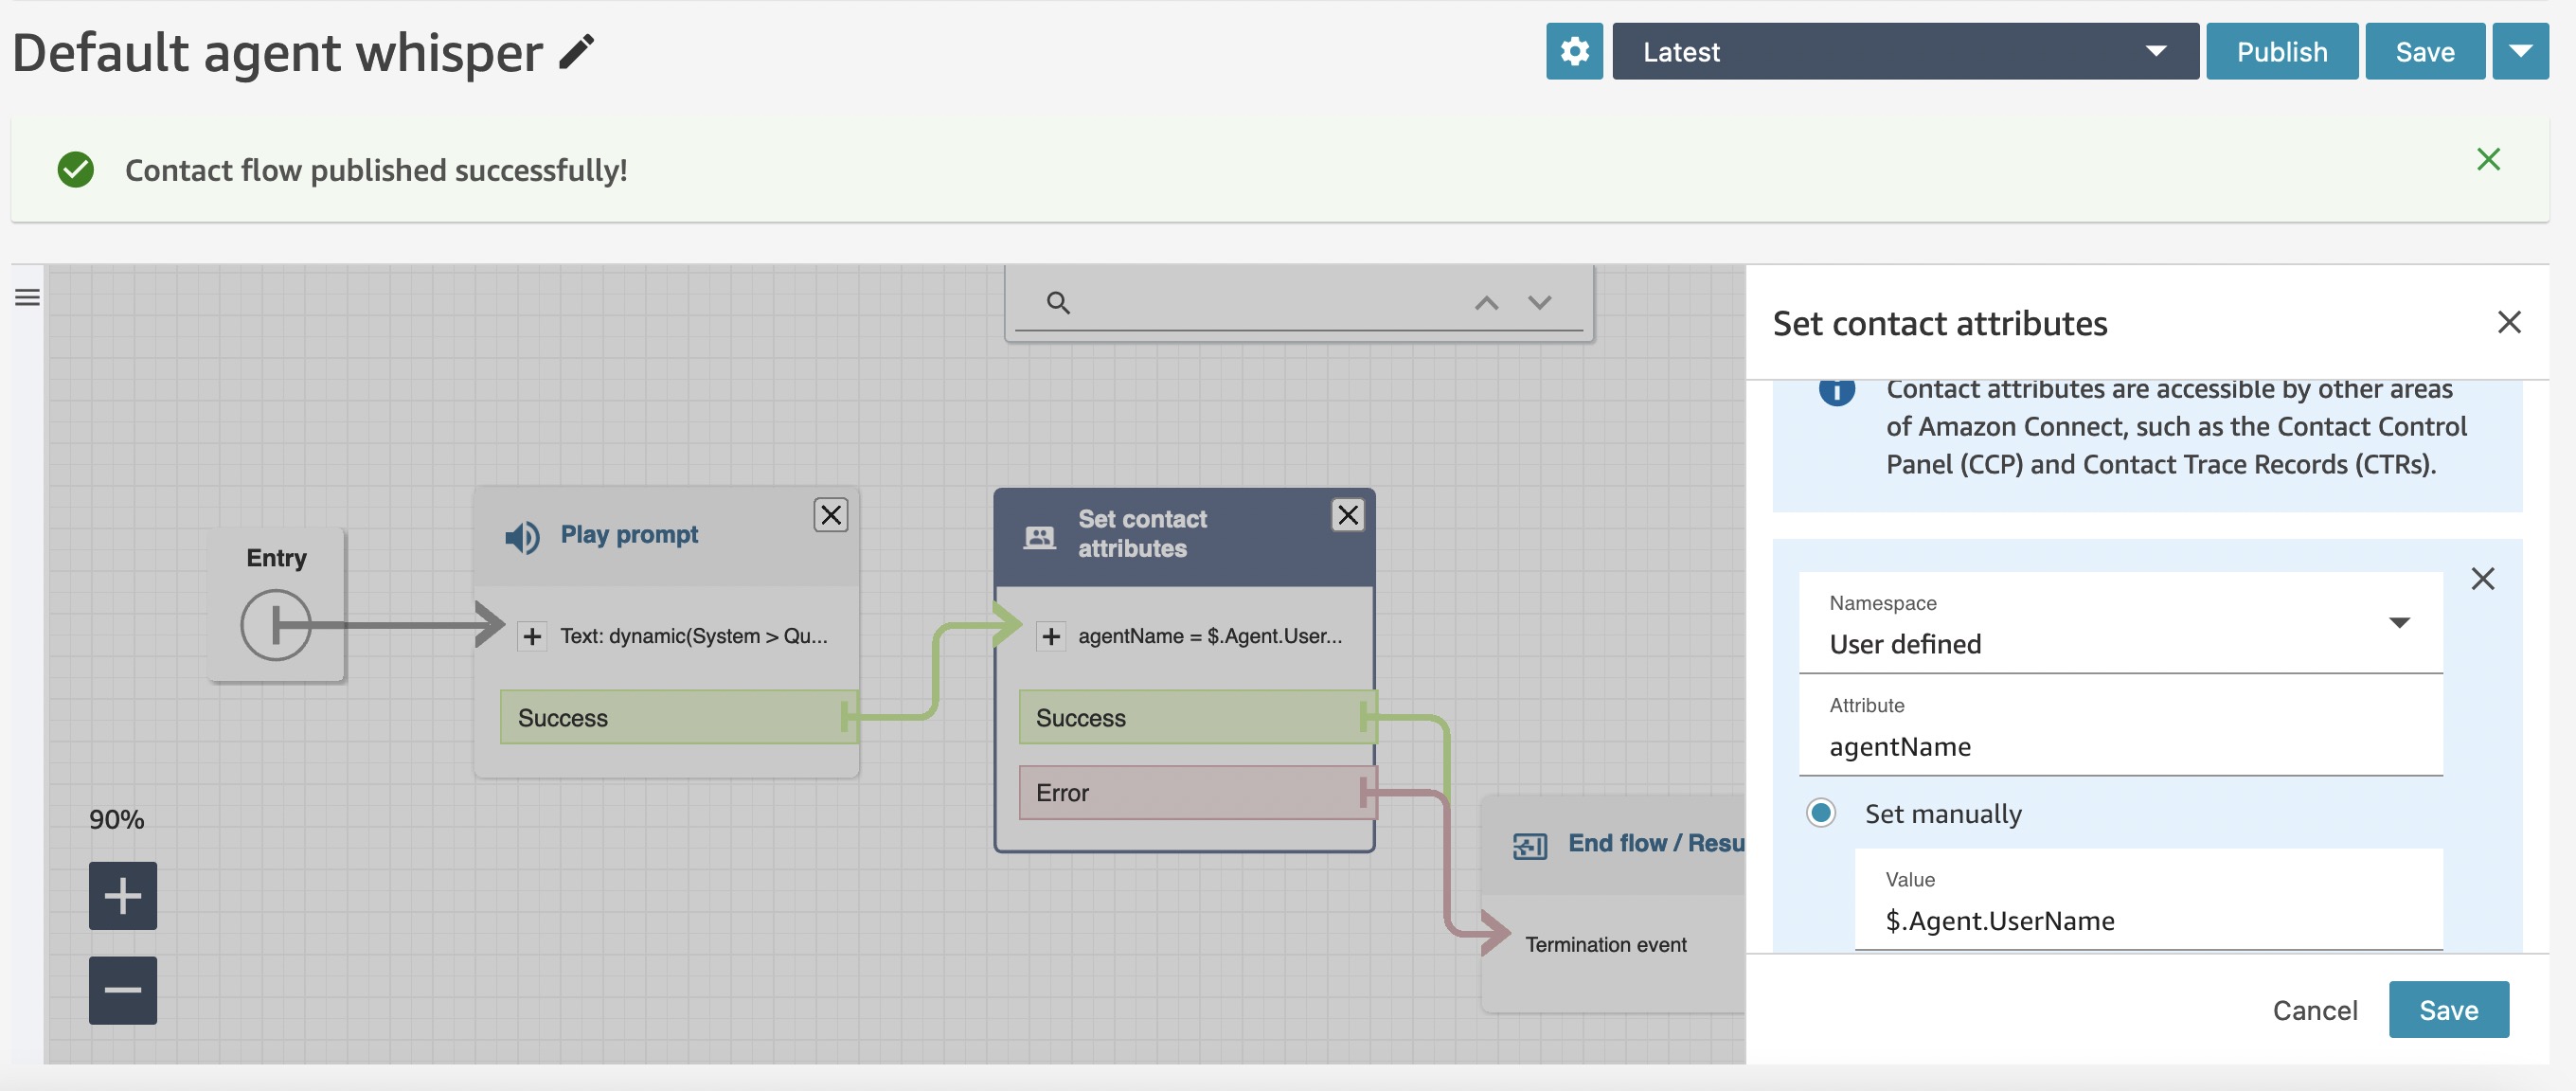 Default agent whisper
Latest
Publish
Save
Contact flow published successfully!
Entry
Play prompt
Text: dynamic(System > Qu...
Success
Set contact
attributes
agentName = $.Agent.User...
Success
Error
End flow / Resu
Termination event
90%
Set contact attributes
Contact attributes are accessible by other areas
of Amazon Connect, such as the Contact Control
Panel (CCP) and Contact Trace Records (CTRs).
Namespace
User defined
Attribute
agentName
Set manually
Value
$.Agent.UserName
Cancel
Save